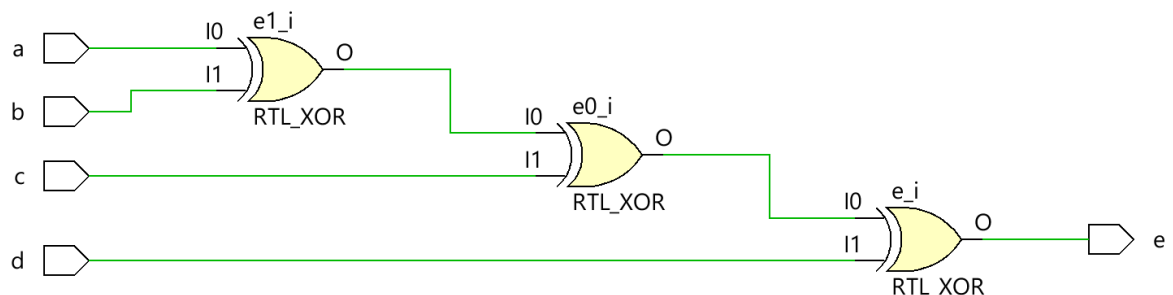 a
b
c
d
I0
I1
e1_i
O
RTL_XOR
I0
I1
e0_i
O
RTL_XOR
I0
I1
e_i
O
RTL_XOR
e